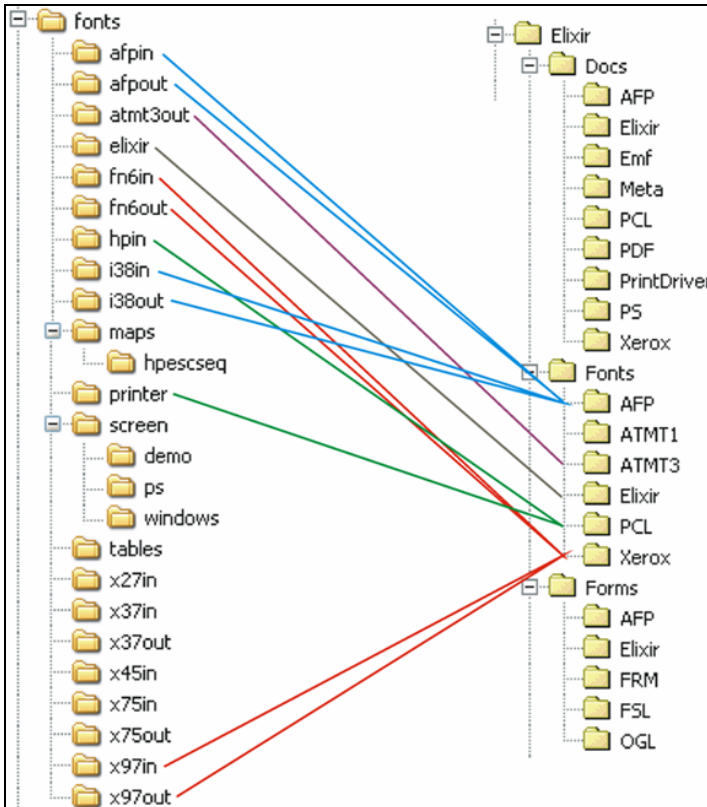 fonts
afpin
afpout
atmt3out
elixir
fn6in
fn6out
hpin
i38in
i38out
maps
hpescseq
printer
screen
demo
ps
windows
tables
x27in
x37in
x37out
x45in
x75in
x75out
x97in
x97out
Elixir
Docs
AFP
Elixir
Emf
Meta
PCL
PDF
PrintDriver
PS
Xerox
Fonts
AFP
ATMT1
ATMT3
Elixir
PCL
Xerox
Forms
AFP
Elixir
FRM
FSL
OGL